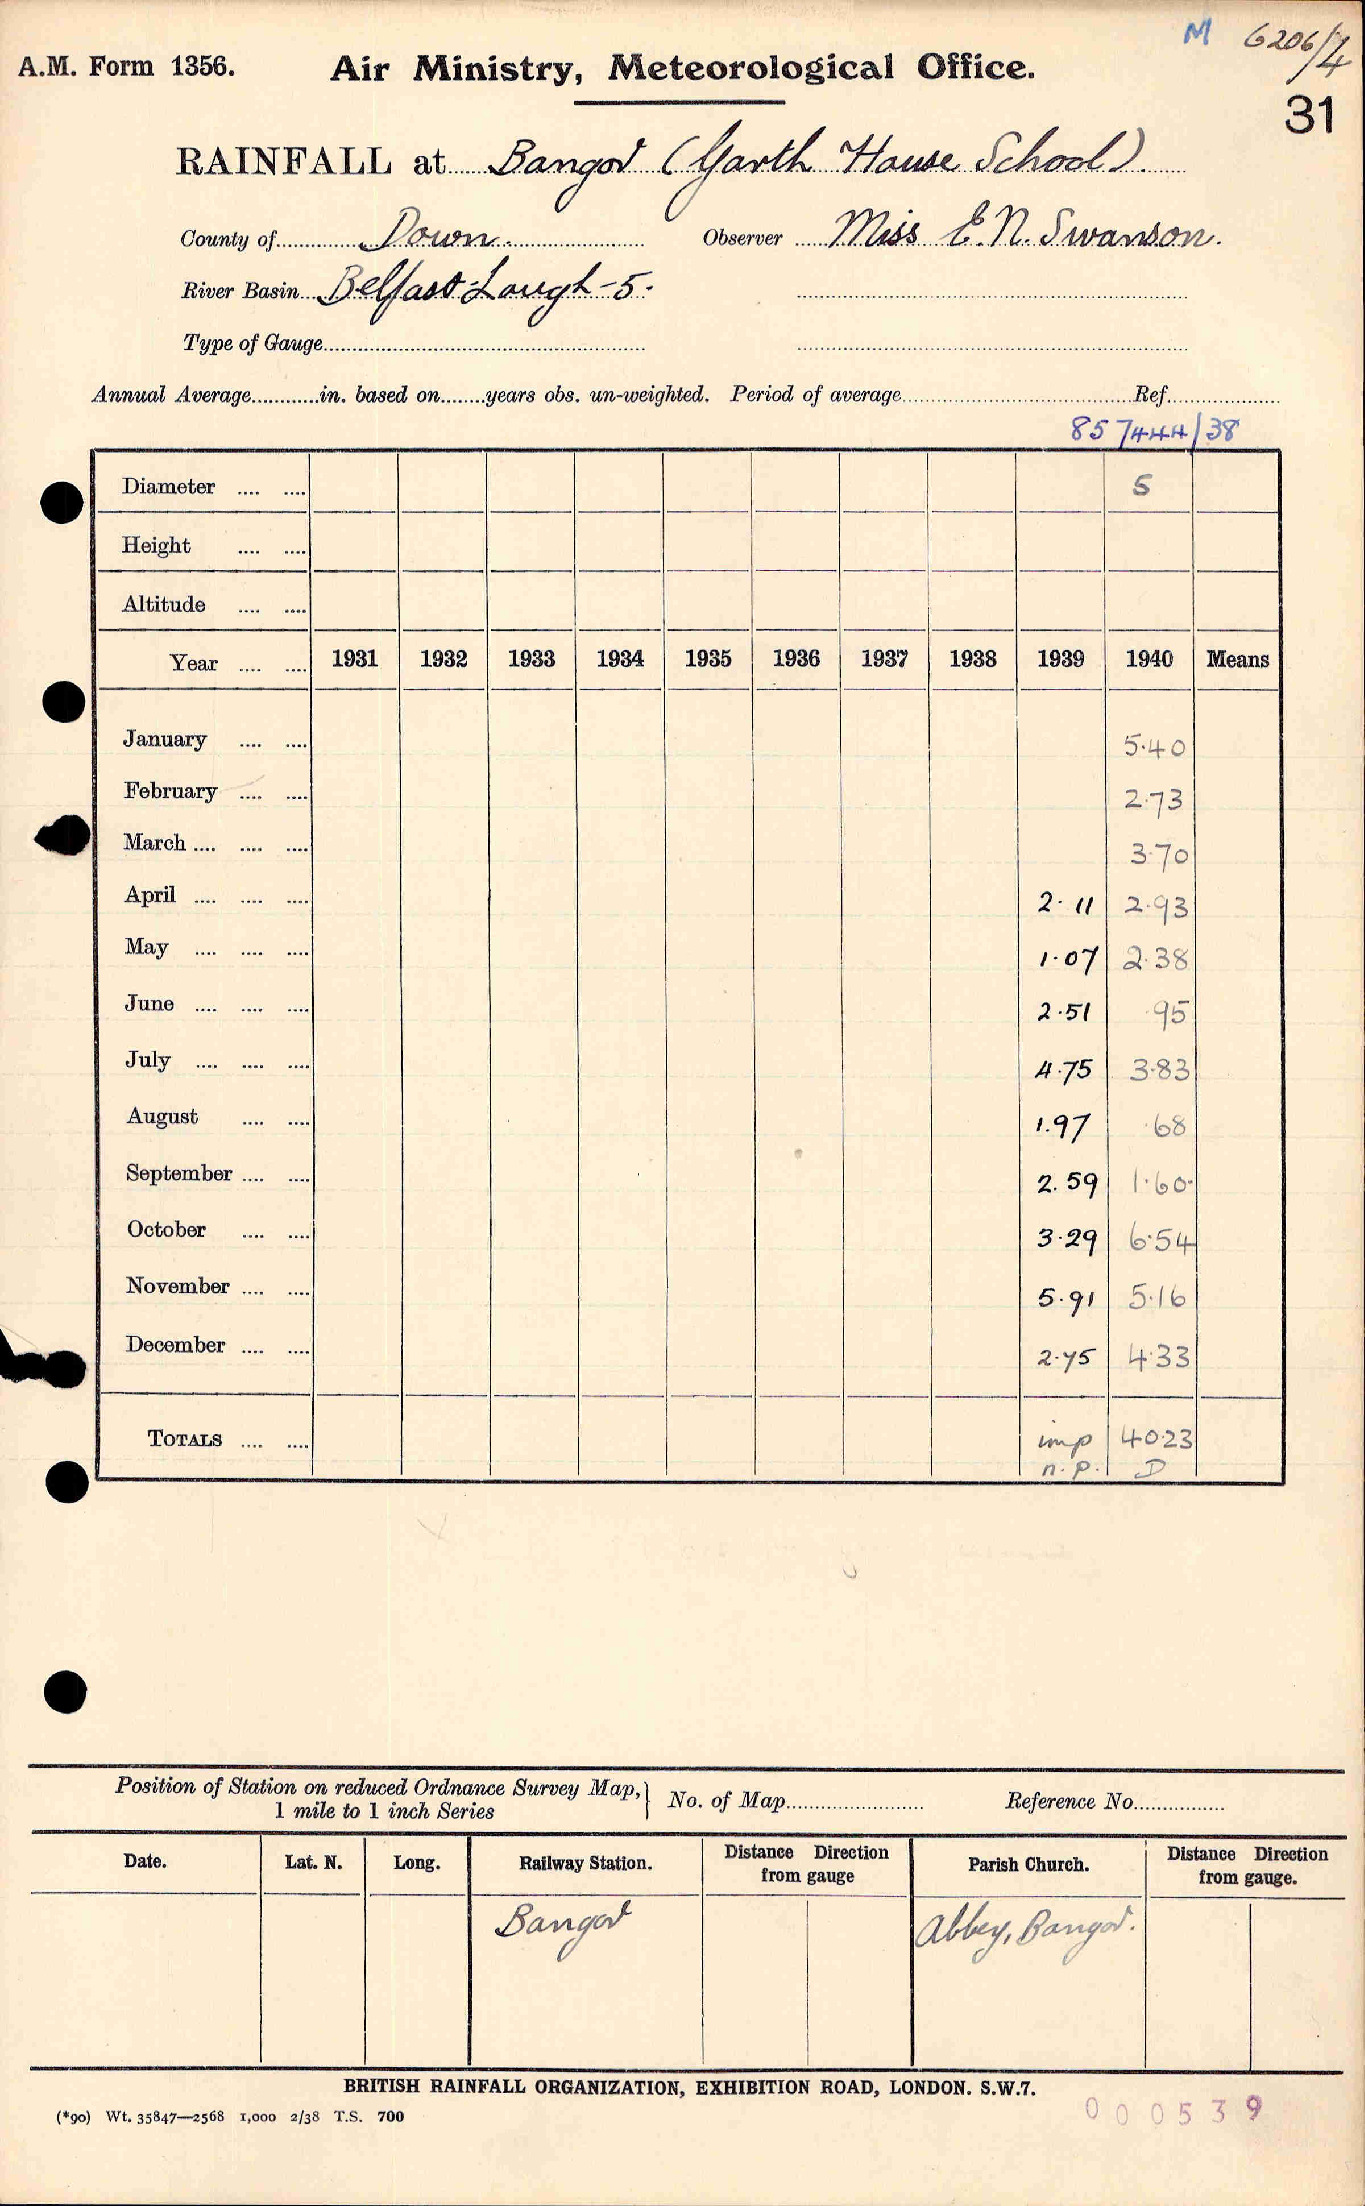 M 6206/4
A.M. Form 1356. Air Ministry, Meteorological Office.
31
RAINFALL at Bangor (Garth House School)
County of Down. Observer Miss E.N. Swanson.
River Basin Belfast Lough - 5.
Type of Gauge
Annual Average in. based on years obs. un-weighted. Period of average Ref.
857444/38
Diameter 5
Height
Altitude
Year 1931 1932 1933 1934 1935 1936 1937 1938 1939 1940 Means
January 5.40
February 2.73
March 3.70
April 2.11 2.93
May 1.07 2.38
June 2.51 .95
July 4.75 3.83
August 1.97 .68
September 2.59 1.60
October 3.29 6.54
November 5.91 5.16
December 2.75 4.33
TOTALS imp 40.23
n.p. D
Position of Station on reduced Ordnance Survey Map, No. of Map Reference No.
1 mile to 1 inch Series
Date. Lat. N. Long. Railway Station. Distance Direction from gauge Parish Church. Distance Direction from gauge.
Bangor Abbey, Bangor.
BRITISH RAINFALL ORGANIZATION, EXHIBITION ROAD, LONDON. S.W.7.
(*90) Wt. 35847—2568 1,000 2/38 T.S. 700
000539